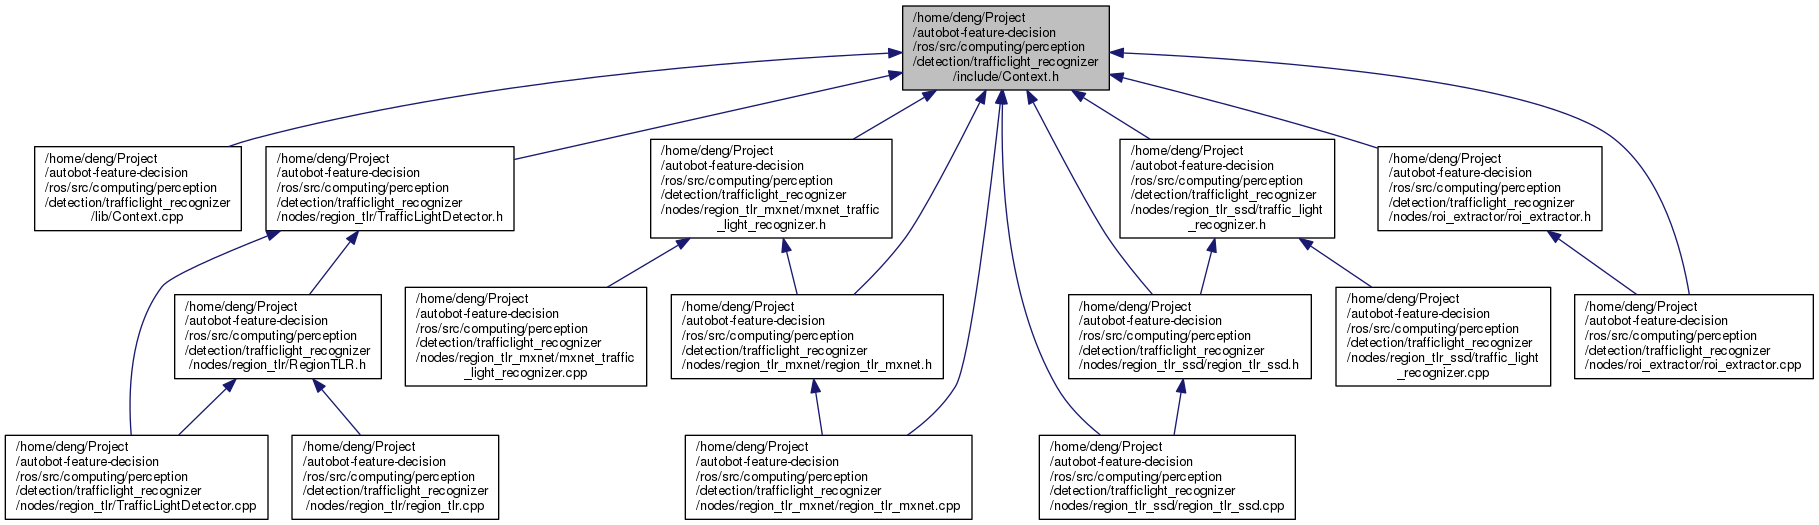 /home/deng/Project
/autobot-feature-decision
/ros/src/computing/perception
/detection/trafficlight_recognizer
/include/Context.h
/home/deng/Project
/autobot-feature-decision
/ros/src/computing/perception
/detection/trafficlight_recognizer
/lib/Context.cpp
/home/deng/Project
/autobot-feature-decision
/ros/src/computing/perception
/detection/trafficlight_recognizer
/nodes/region_tlr/TrafficLightDetector.h
/home/deng/Project
/autobot-feature-decision
/ros/src/computing/perception
/detection/trafficlight_recognizer
/nodes/region_tlr_mxnet/mxnet_traffic
_light_recognizer.h
/home/deng/Project
/autobot-feature-decision
/ros/src/computing/perception
/detection/trafficlight_recognizer
/nodes/region_tlr_ssd/traffic_light
_recognizer.h
/home/deng/Project
/autobot-feature-decision
/ros/src/computing/perception
/detection/trafficlight_recognizer
/nodes/roi_extractor/roi_extractor.h
/home/deng/Project
/autobot-feature-decision
/ros/src/computing/perception
/detection/trafficlight_recognizer
/nodes/region_tlr/RegionTLR.h
/home/deng/Project
/autobot-feature-decision
/ros/src/computing/perception
/detection/trafficlight_recognizer
/nodes/region_tlr_mxnet/mxnet_traffic
_light_recognizer.cpp
/home/deng/Project
/autobot-feature-decision
/ros/src/computing/perception
/detection/trafficlight_recognizer
/nodes/region_tlr_mxnet/region_tlr_mxnet.h
/home/deng/Project
/autobot-feature-decision
/ros/src/computing/perception
/detection/trafficlight_recognizer
/nodes/region_tlr_ssd/region_tlr_ssd.h
/home/deng/Project
/autobot-feature-decision
/ros/src/computing/perception
/detection/trafficlight_recognizer
/nodes/region_tlr_ssd/traffic_light
_recognizer.cpp
/home/deng/Project
/autobot-feature-decision
/ros/src/computing/perception
/detection/trafficlight_recognizer
/nodes/roi_extractor/roi_extractor.cpp
/home/deng/Project
/autobot-feature-decision
/ros/src/computing/perception
/detection/trafficlight_recognizer
/nodes/region_tlr/TrafficLightDetector.cpp
/home/deng/Project
/autobot-feature-decision
/ros/src/computing/perception
/detection/trafficlight_recognizer
/nodes/region_tlr/region_tlr.cpp
/home/deng/Project
/autobot-feature-decision
/ros/src/computing/perception
/detection/trafficlight_recognizer
/nodes/region_tlr_mxnet/region_tlr_mxnet.cpp
/home/deng/Project
/autobot-feature-decision
/ros/src/computing/perception
/detection/trafficlight_recognizer
/nodes/region_tlr_ssd/region_tlr_ssd.cpp